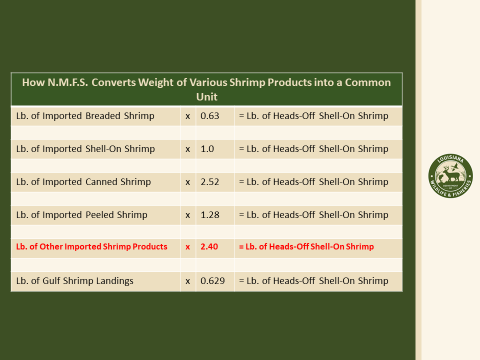 How N.M.F.S. Converts Weight of Various Shrimp Products into a Common
Unit
Lb. of Imported Breaded Shrimp x 0.63 = Lb. of Heads-Off Shell-On Shrimp
Lb. of Imported Shell-On Shrimp x 1.0 = Lb. of Heads-Off Shell-On Shrimp
Lb. of Imported Canned Shrimp x 2.52 = Lb. of Heads-Off Shell-On Shrimp
Lb. of Imported Peeled Shrimp x 1.28 = Lb. of Heads-Off Shell-On Shrimp
Lb. of Other Imported Shrimp Products x 2.40 = Lb. of Heads-Off Shell-On Shrimp
Lb. of Gulf Shrimp Landings x 0.629 = Lb. of Heads-Off Shell-On Shrimp
LOUISIANA
WILDLIFE & FISHERIES